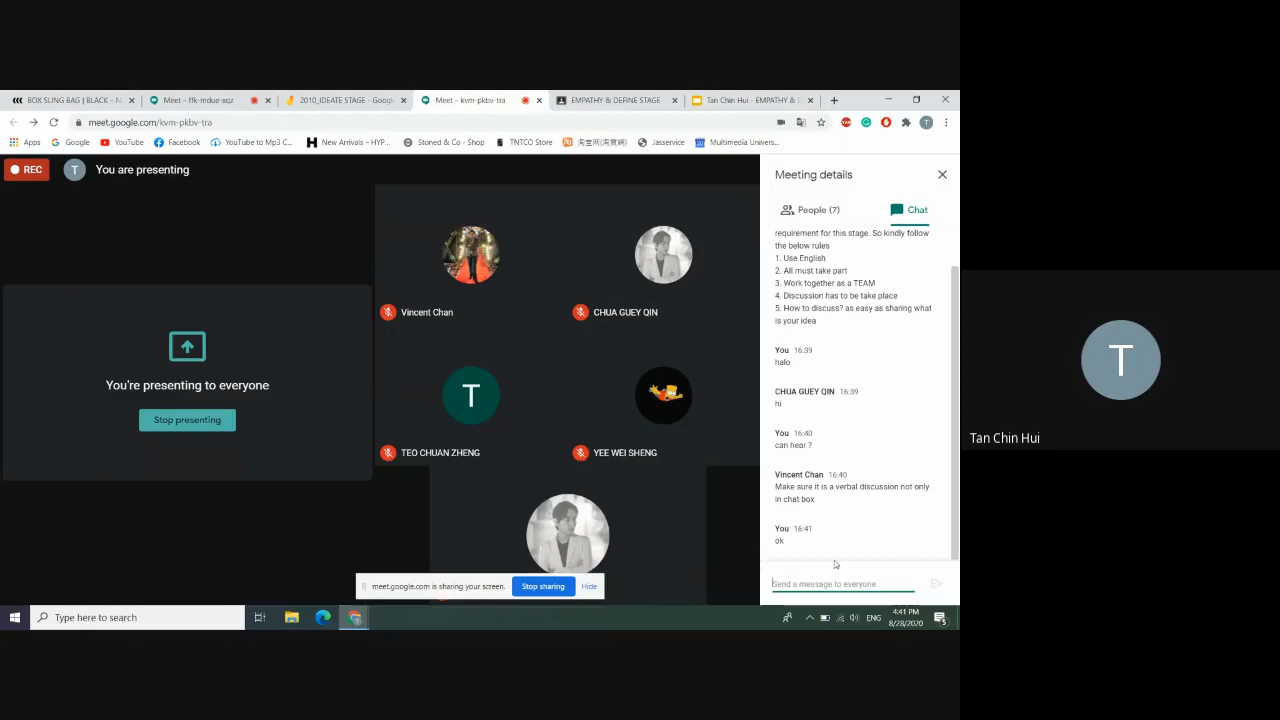 BOX SLING BAG | BLACK – N
Meet – ffk-mdue-xqz
2010_IDEATE STAGE - Googl
Meet – kvm-pkbv-tra
EMPATHY & DEFINE STAGE
Tan Chin Hui - EMPATHY & E
meet.google.com/kvm-pkbv-tra
Apps
Google
YouTube
Facebook
YouTube to Mp3 C...
New Arrivals – HYP...
Stoned & Co - Shop
TNTCO Store
淘宝网(淘寶網)
Jasservice
Multimedia Univers...
REC
T
You are presenting
Meeting details
People (7)
Chat
requirement for this stage. So kindly follow
the below rules
1. Use English
2. All must take part
3. Work together as a TEAM
4. Discussion has to be take place
5. How to discuss? as easy as sharing what
is your idea
You 16:39
halo
CHUA GUEY QIN 16:39
hi
You 16:40
can hear ?
Vincent Chan 16:40
Make sure it is a verbal discussion not only
in chat box
You 16:41
ok
Send a message to everyone
Vincent Chan
CHUA GUEY QIN
T
TEO CHUAN ZHENG
YEE WEI SHENG
You're presenting to everyone
Stop presenting
meet.google.com is sharing your screen.
Stop sharing
Hide
Type here to search
ENG
4:41 PM
8/28/2020
5
T
Tan Chin Hui